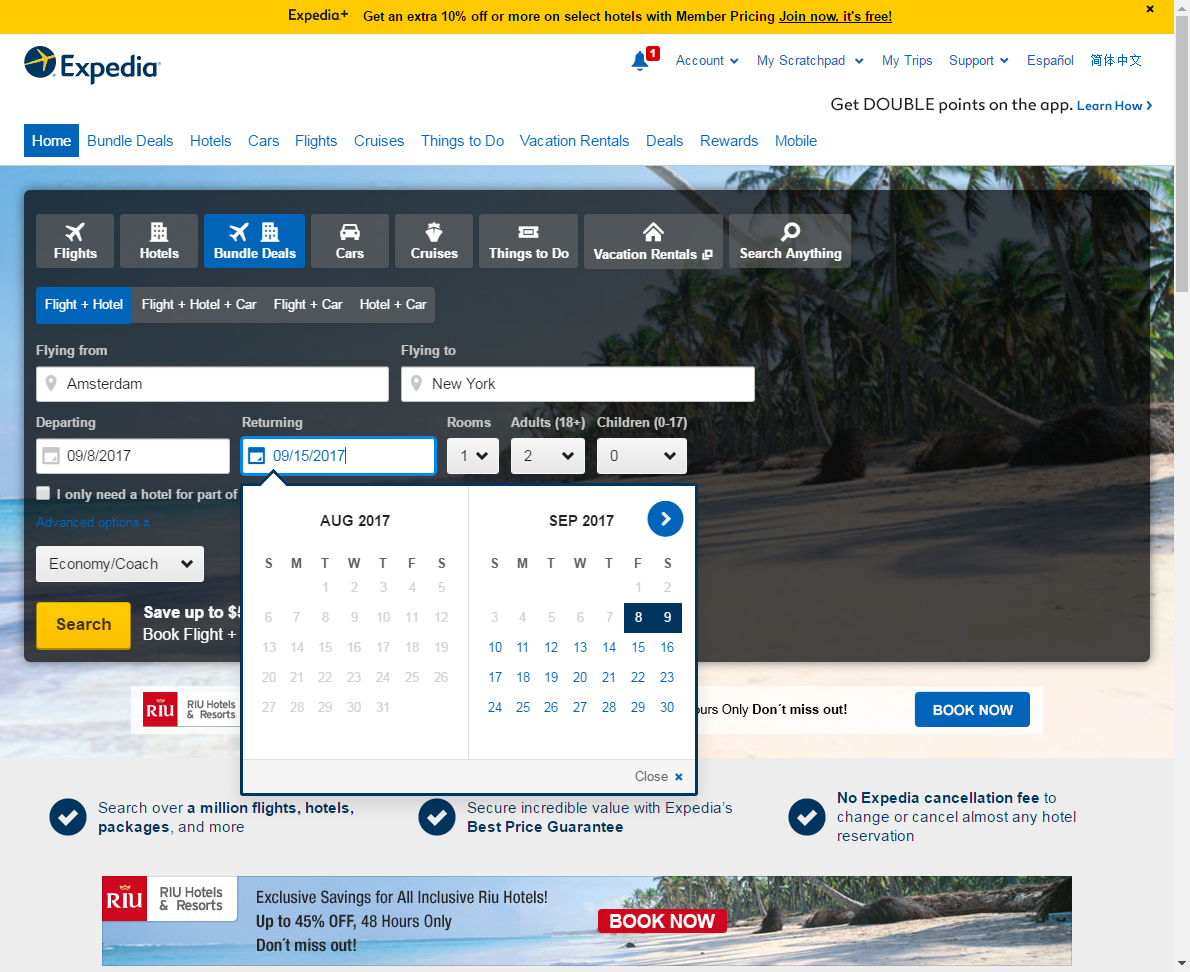 Expedia+ Get an extra 10% off or more on select hotels with Member Pricing Join now, it's free!
Expedia
1 Account My Scratchpad My Trips Support Español 简体中文
Get DOUBLE points on the app. Learn How
Home Bundle Deals Hotels Cars Flights Cruises Things to Do Vacation Rentals Deals Rewards Mobile
Flights Hotels Bundle Deals Cars Cruises Things to Do Vacation Rentals Search Anything
Flight + Hotel Flight + Hotel + Car Flight + Car Hotel + Car
Flying from Flying to
Amsterdam New York
Departing Returning Rooms Adults (18+) Children (0-17)
09/8/2017 09/15/2017 1 2 0
I only need a hotel for part of
Advanced options
Economy/Coach
Search
Save up to $
Book Flight +
AUG 2017
S M T W T F S
1 2 3 4 5
6 7 8 9 10 11 12
13 14 15 16 17 18 19
20 21 22 23 24 25 26
27 28 29 30 31
SEP 2017
S M T W T F S
1 2
3 4 5 6 7 8 9
10 11 12 13 14 15 16
17 18 19 20 21 22 23
24 25 26 27 28 29 30
Close
RIU RIU Hotels
& Resorts
Only Don´t miss out! BOOK NOW
Search over a million flights, hotels,
packages, and more
Secure incredible value with Expedia's
Best Price Guarantee
No Expedia cancellation fee to
change or cancel almost any hotel
reservation
RIU RIU Hotels
& Resorts
Exclusive Savings for All Inclusive Riu Hotels!
Up to 45% OFF, 48 Hours Only
Don´t miss out!
BOOK NOW